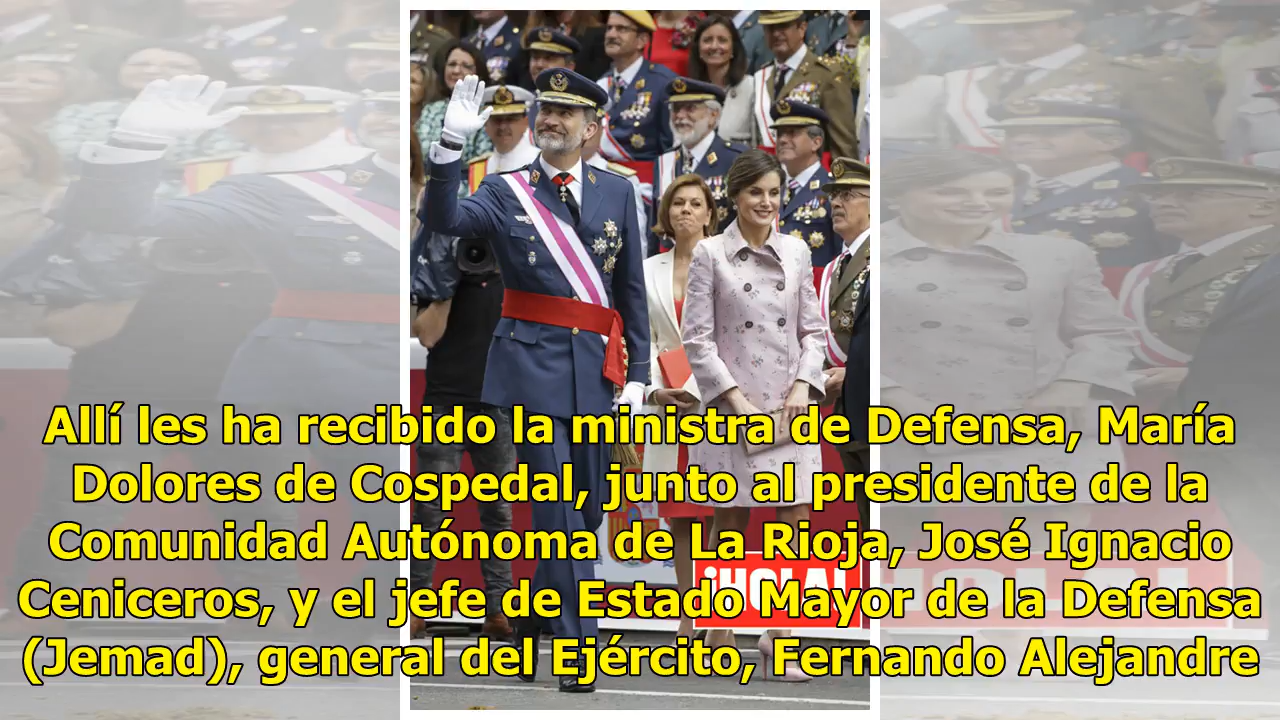 Allí les ha recibido la ministra de Defensa, María
Dolores de Cospedal, junto al presidente de la
Comunidad Autónoma de La Rioja, José Ignacio
Ceniceros, y el jefe de Estado Mayor de la Defensa
(Jemad), general del Ejército, Fernando Alejandre
¡HOLA!